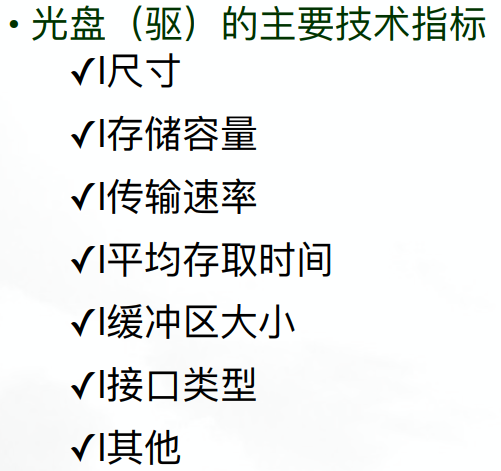 • 光盘（驱）的主要技术指标
✓l尺寸
✓l存储容量
✓l传输速率
✓l平均存取时间
✓l缓冲区大小
✓l接口类型
✓l其他